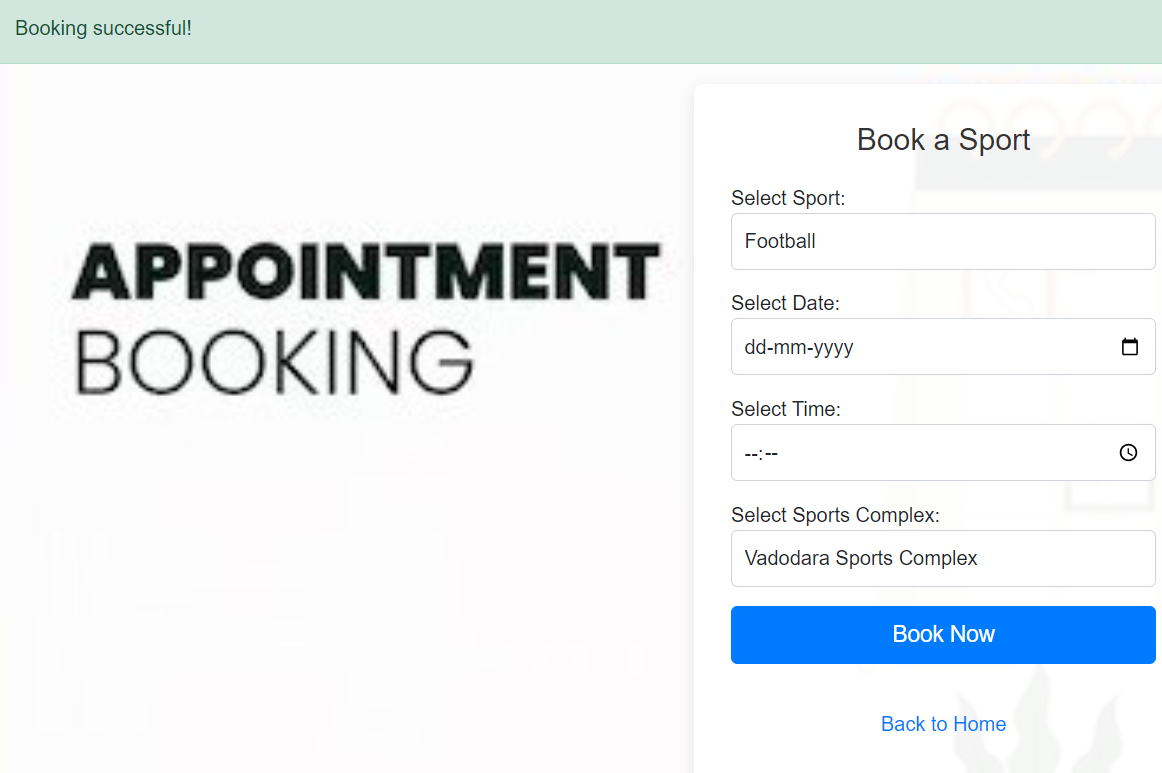 Booking successful!
APPOINTMENT
BOOKING
Book a Sport
Select Sport:
Football
Select Date:
dd-mm-yyyy
Select Time:
--:--
Select Sports Complex:
Vadodara Sports Complex
Book Now
Back to Home